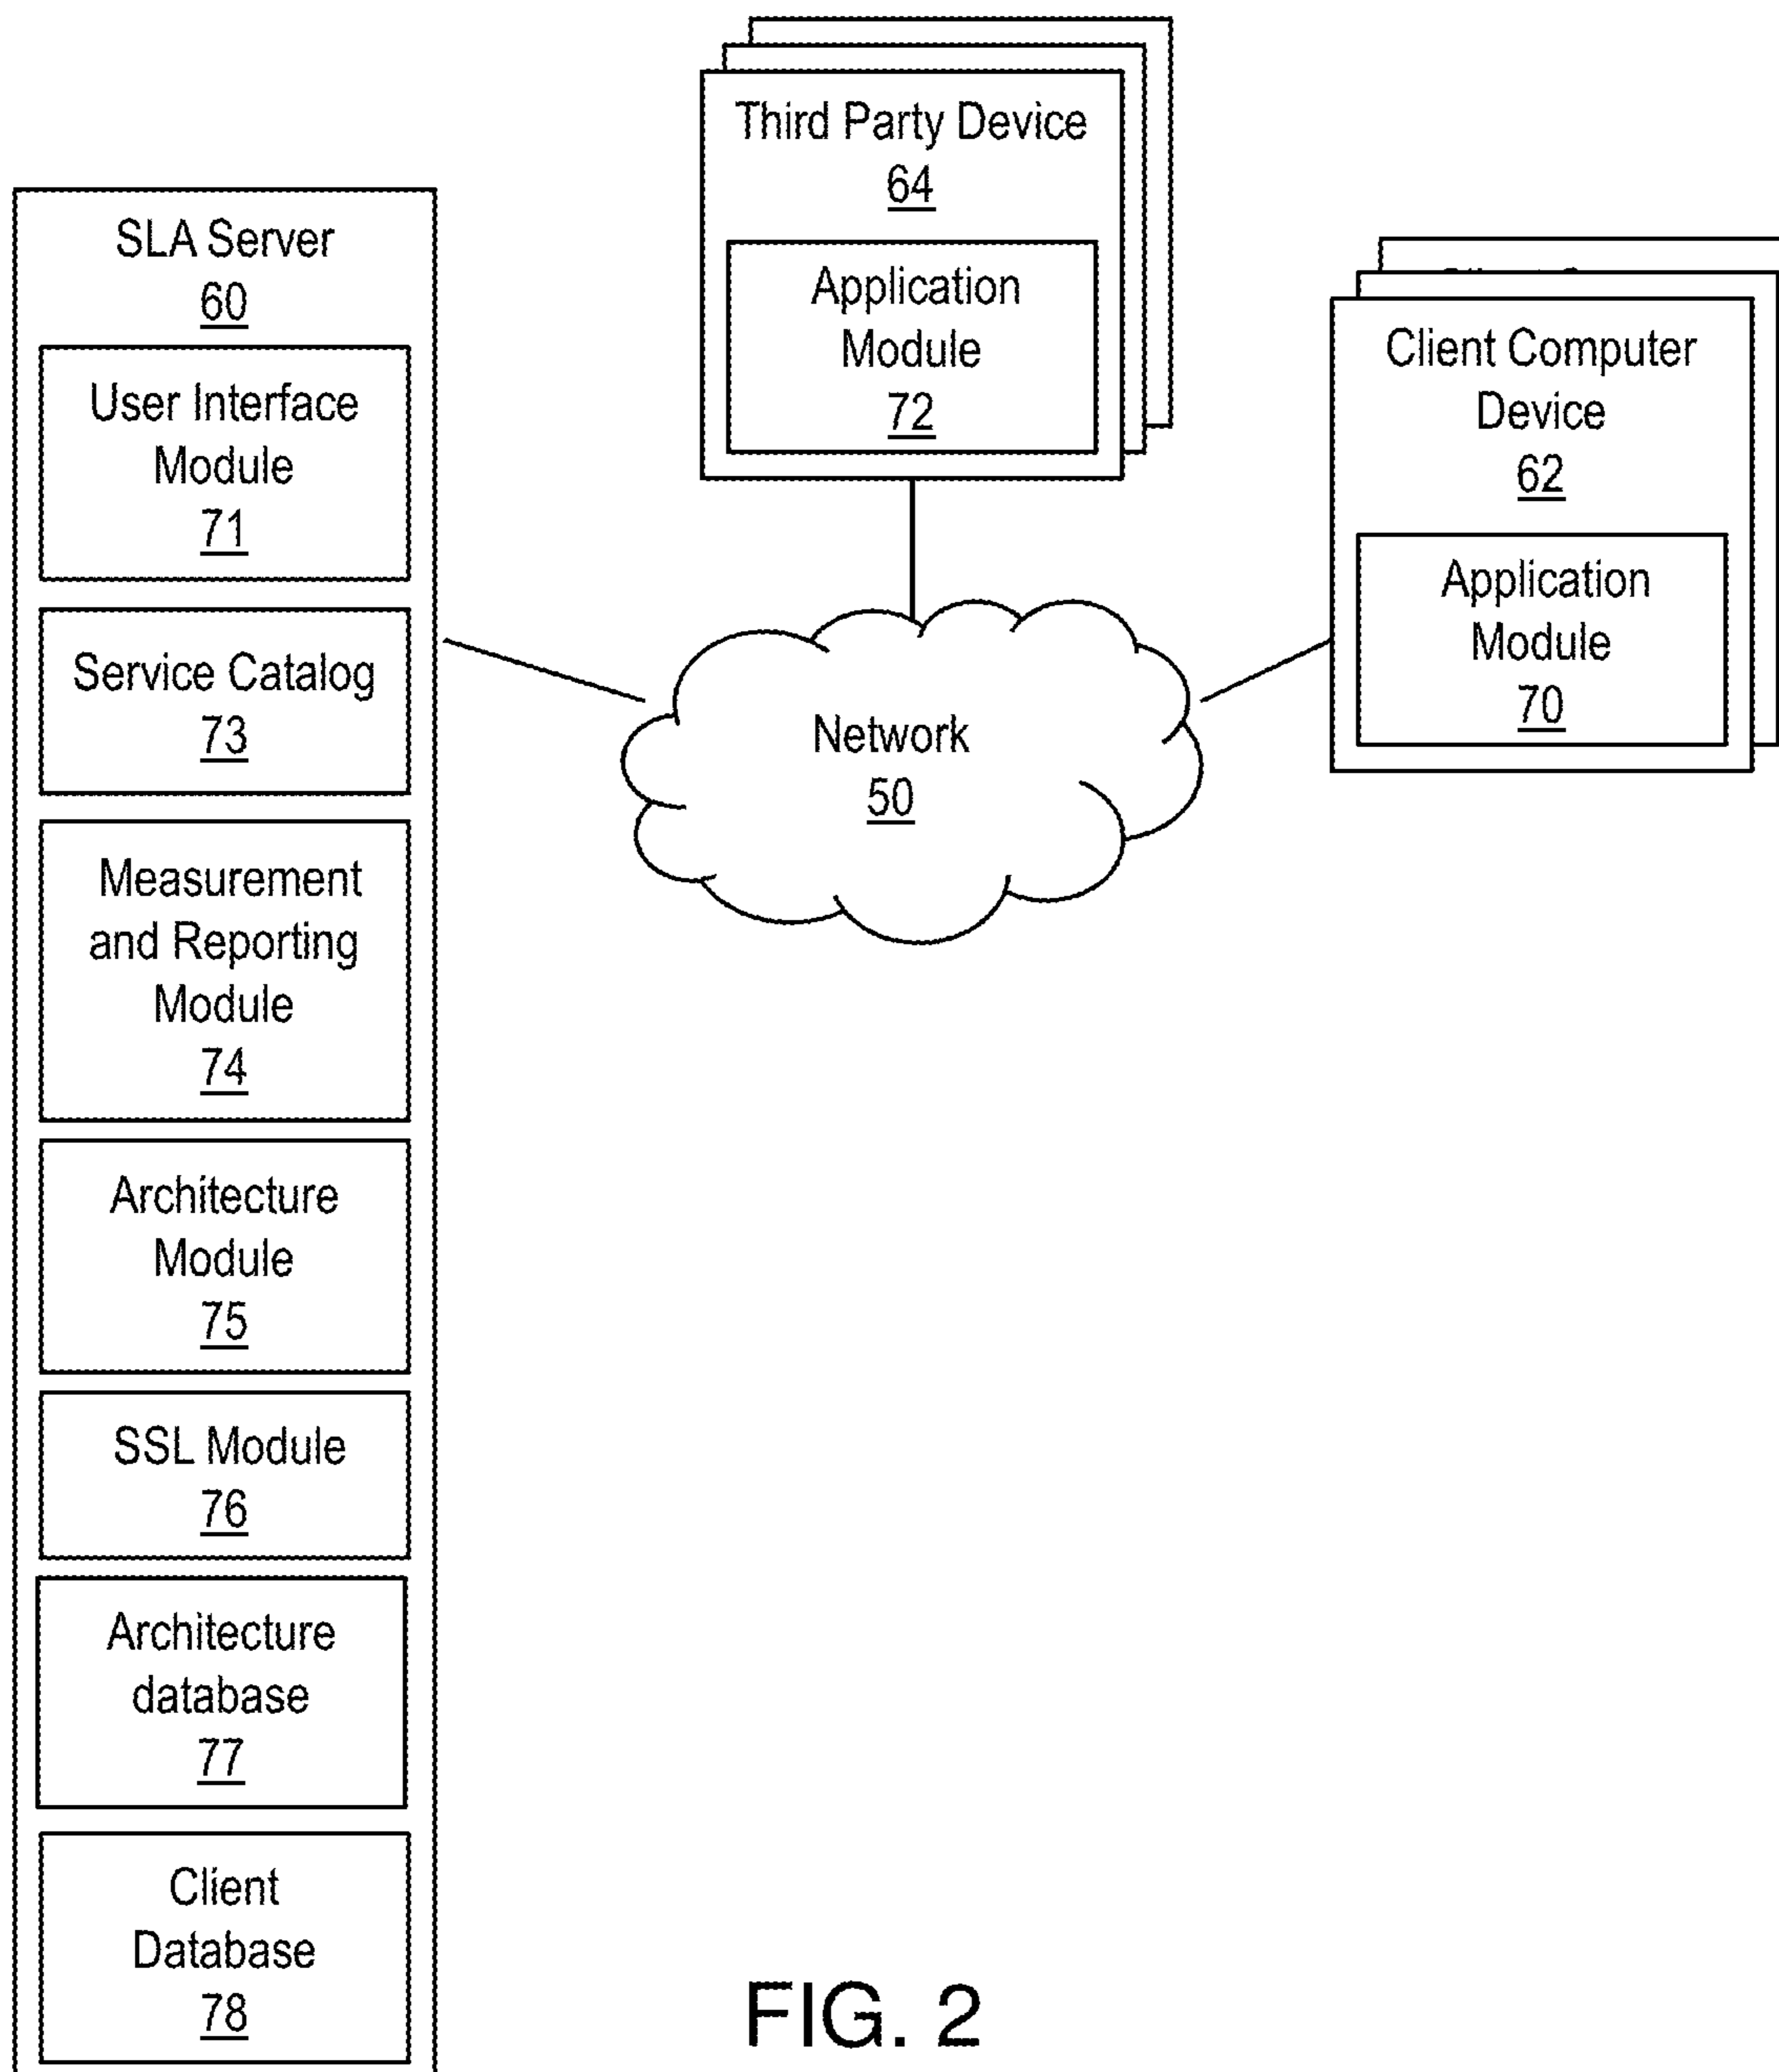 SLA Server
60
User Interface
Module
71
Service Catalog
73
Measurement
and Reporting
Module
74
Architecture
Module
75
SSL Module
76
Architecture
database
77
Client
Database
78
Third Party Device
64
Application
Module
72
Client Computer
Device
62
Application
Module
70
Network
50
FIG. 2